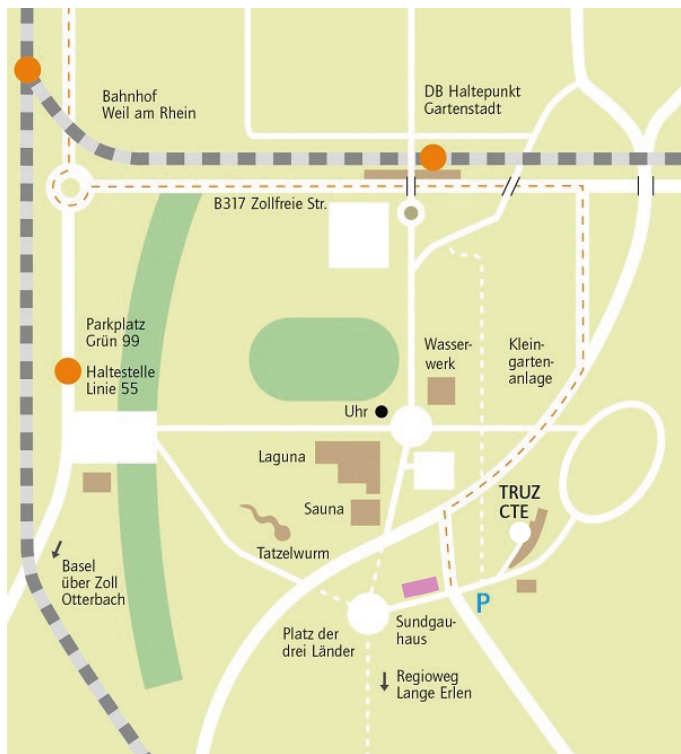 Bahnhof
Weil am Rhein
DB Haltepunkt
Gartenstadt
B317 Zollfreie Str.
Parkplatz
Grün 99
Haltestelle
Linie 55
Wasser-
werk
Klein-
garten-
anlage
Uhr
Laguna
Sauna
TRUZ
CTE
Tatzelwurm
Basel
über Zoll
Otterbach
P
Platz der
drei Länder
Sundgau-
haus
Regioweg
Lange Erlen